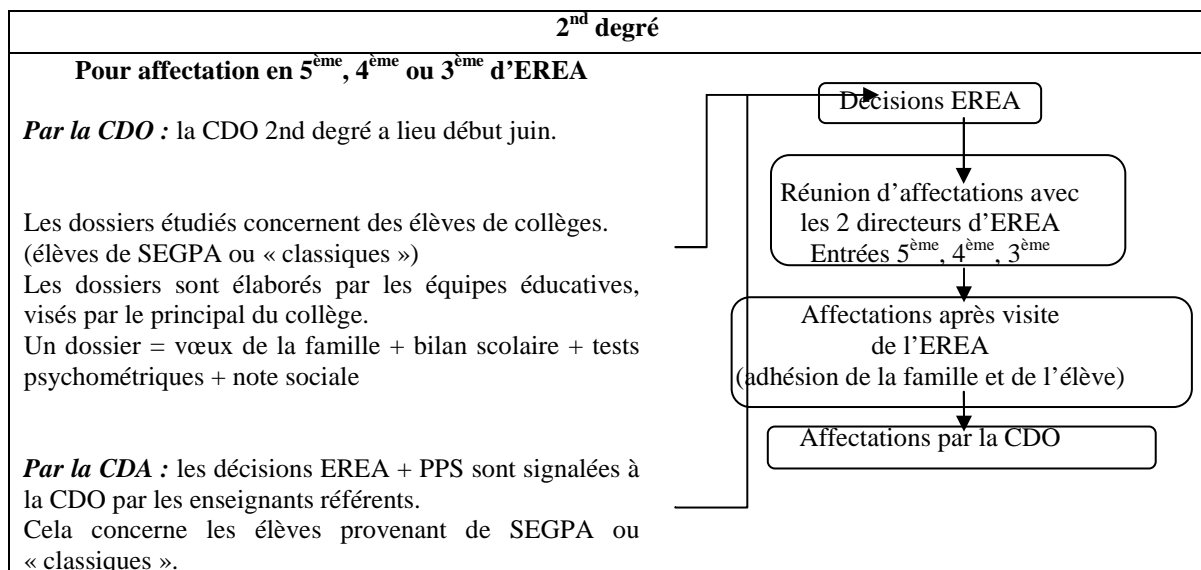 2nd degré
Pour affectation en 5ème, 4ème ou 3ème d’EREA
Par la CDO : la CDO 2nd degré a lieu début juin.
Les dossiers étudiés concernent des élèves de collèges.
(élèves de SEGPA ou « classiques »)
Les dossiers sont élaborés par les équipes éducatives,
visés par le principal du collège.
Un dossier = vœux de la famille + bilan scolaire + tests
psychométriques + note sociale
Par la CDA : les décisions EREA + PPS sont signalées à
la CDO par les enseignants référents.
Cela concerne les élèves provenant de SEGPA ou
« classiques ».
Décisions EREA
Réunion d’affectations avec
les 2 directeurs d’EREA
Entrées 5ème, 4ème, 3ème
Affectations après visite
de l’EREA
(adhésion de la famille et de l’élève)
Affectations par la CDO